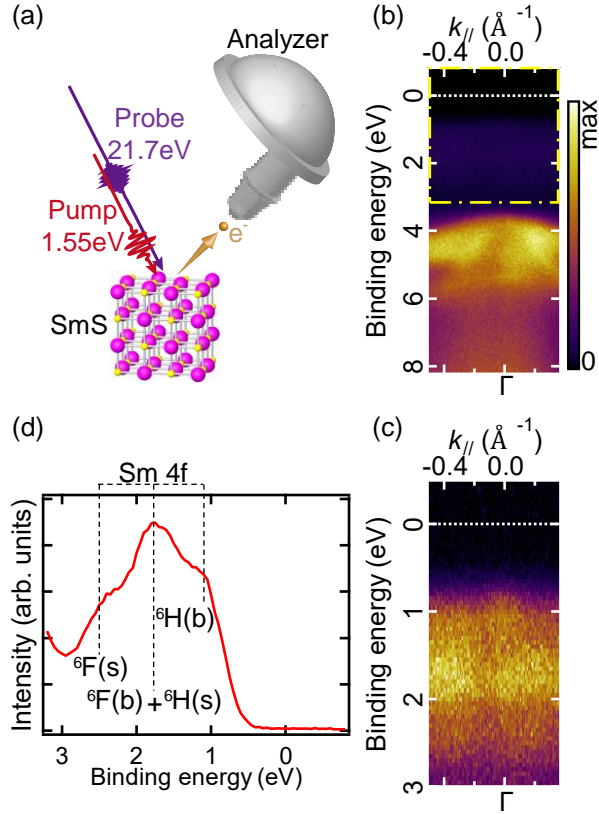 (a)
Analyzer
Probe
21.7eV
Pump
1.55eV
e⁻
SmS
(b)
k// (Å⁻¹)
-0.4 0.0
Binding energy (eV)
0
2
4
6
8
Γ
max
0
(d)
Sm 4f
Intensity (arb. units)
⁶H(b)
⁶F(s)
⁶F(b) + ⁶H(s)
3 2 1 0
Binding energy (eV)
(c)
k// (Å⁻¹)
-0.4 0.0
Binding energy (eV)
0
1
2
3
Γ